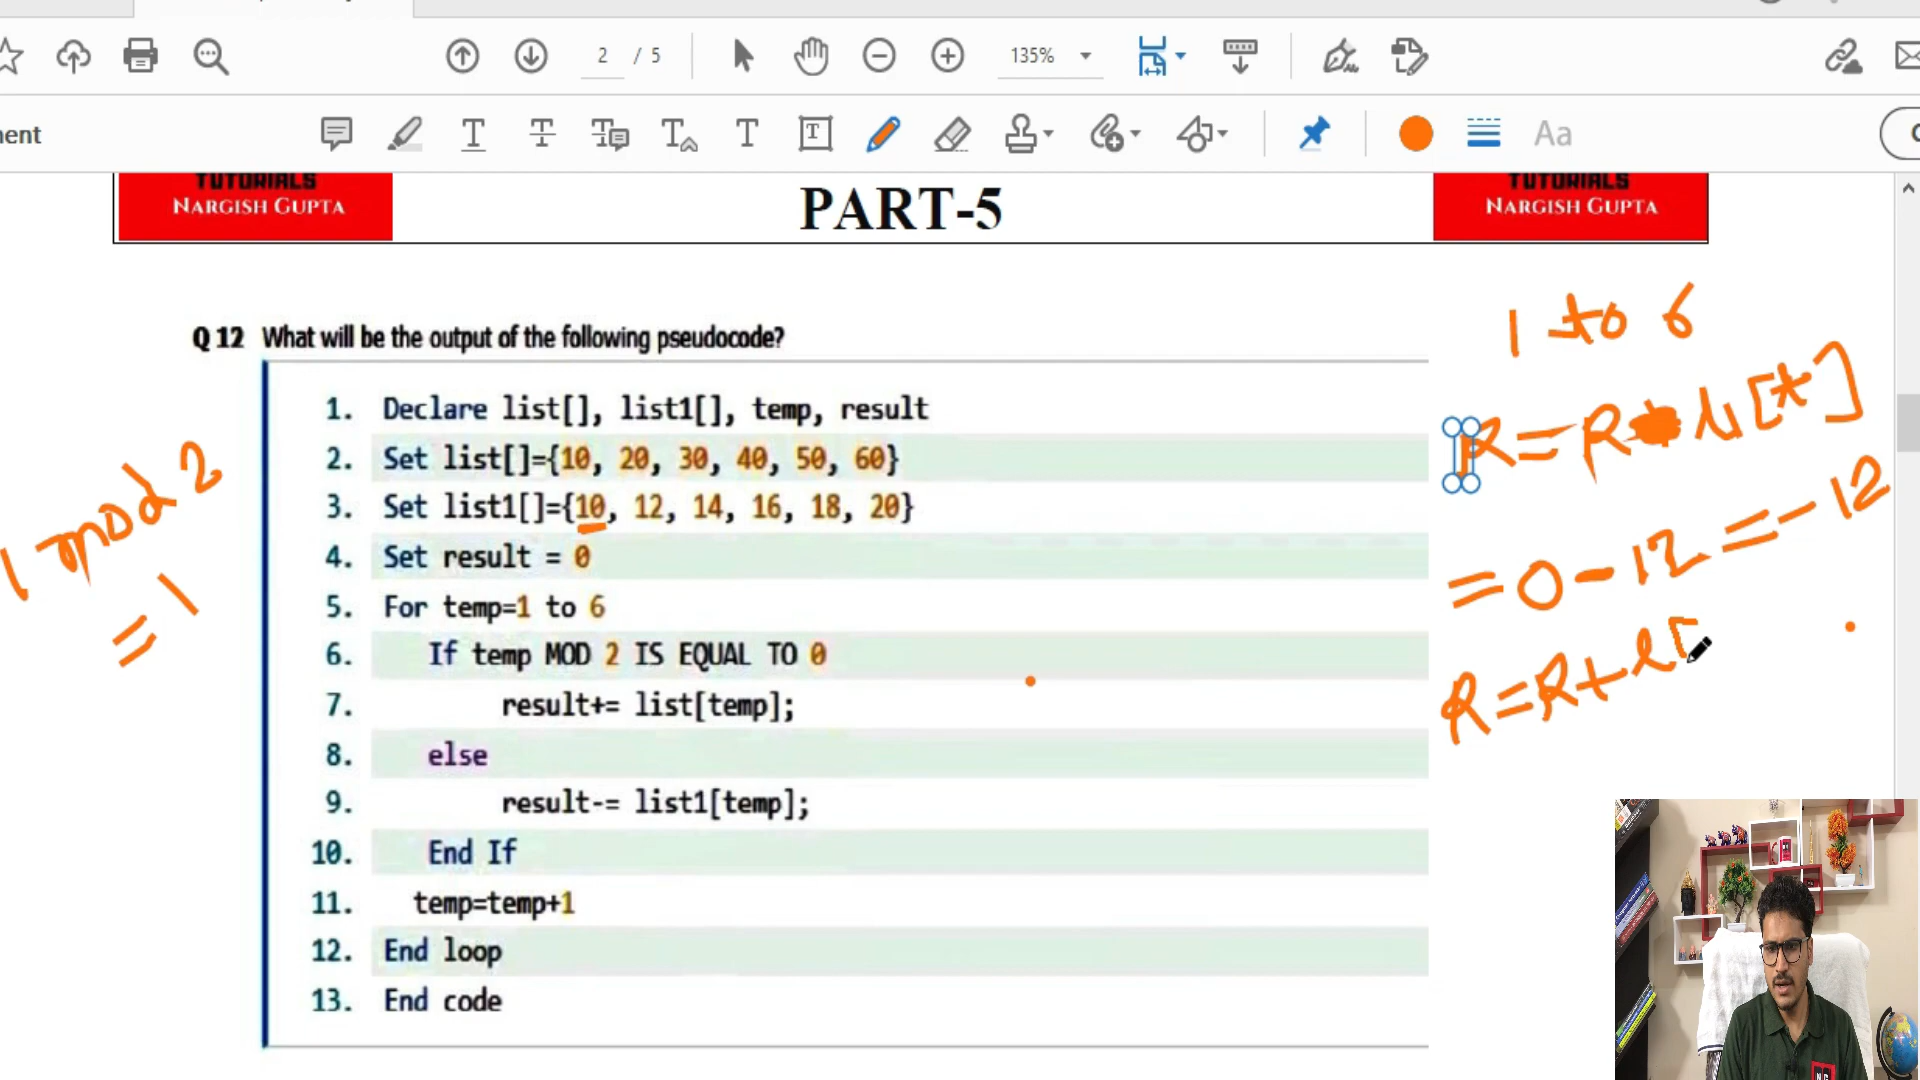 2 / 5
135%
ent
Aa
TUTORIALS
NARGISH GUPTA
PART-5
TUTORIALS
NARGISH GUPTA
Q 12 What will be the output of the following pseudocode?
1. Declare list[], list1[], temp, result
2. Set list[]={10, 20, 30, 40, 50, 60}
3. Set list1[]={10, 12, 14, 16, 18, 20}
4. Set result = 0
5. For temp=1 to 6
6. If temp MOD 2 IS EQUAL TO 0
7. result+= list[temp];
8. else
9. result-= list1[temp];
10. End If
11. temp=temp+1
12. End loop
13. End code
1 mod 2
= 1
1 to 6
= 0-12 = -12
R=R+l[